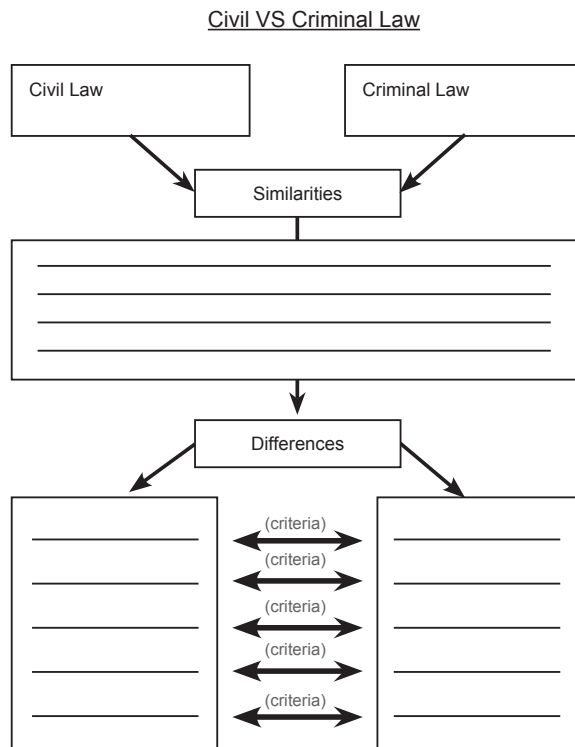 Civil VS Criminal Law
Civil Law
Criminal Law
Similarities
Differences
(criteria)
(criteria)
(criteria)
(criteria)
(criteria)